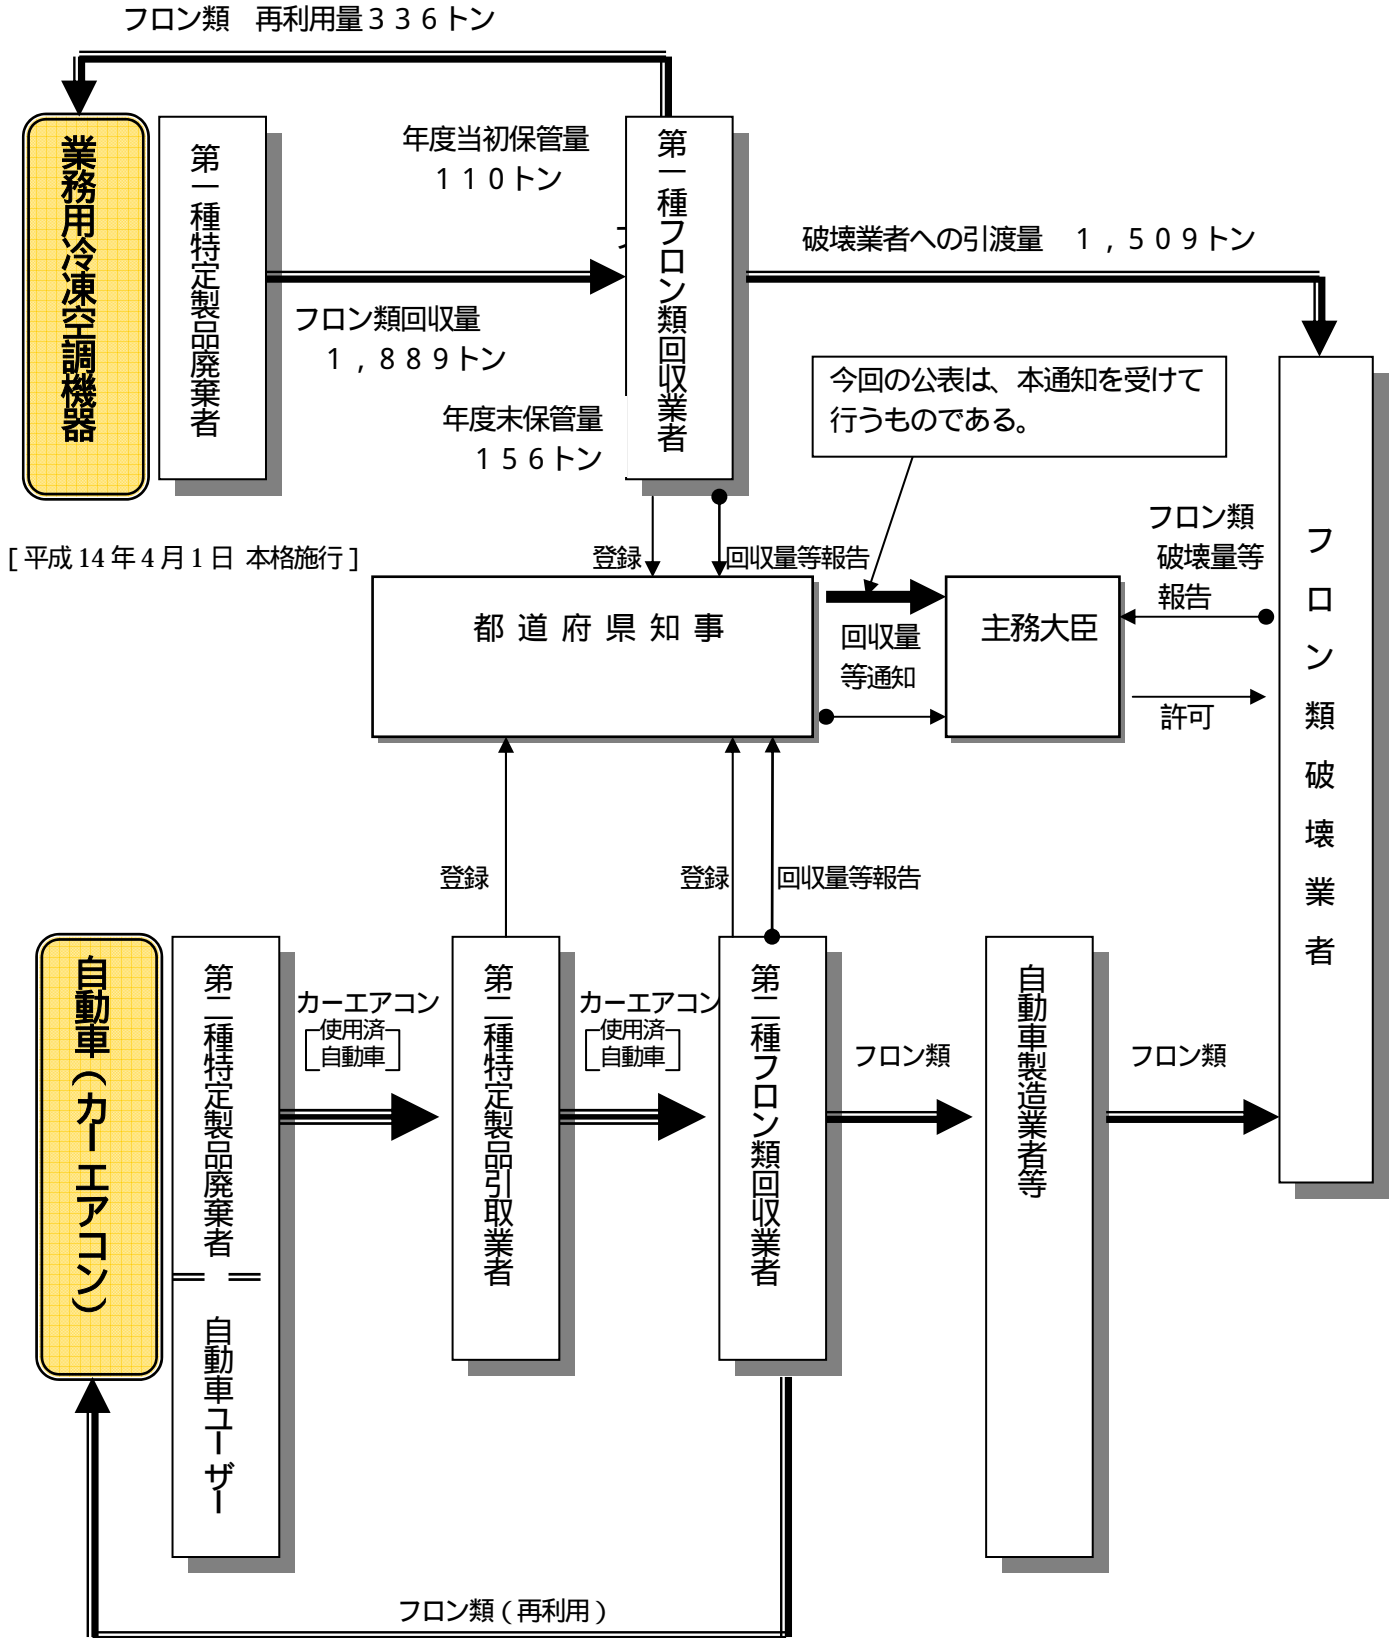 フロン類　再利用量３３６トン
業務用冷凍空調機器
第一種特定製品廃棄者
年度当初保管量
１１０トン
第一種フロン類回収業者
破壊業者への引渡量　１，５０９トン
フロン類回収量
１，８８９トン
年度末保管量
１５６トン
今回の公表は、本通知を受けて
行うものである。
[ 平成 14 年 4 月 1 日 本格施行 ]
登録
回収量等報告
都道府県知事
回収量
等通知
主務大臣
フロン類
破壊量等
報告
許可
フロン類破壊業者
登録
登録
回収量等報告
自動車（カーエアコン）
第二種特定製品廃棄者
＝ 自動車ユーザー
カーエアコン
使用済
自動車
第二種特定製品引取業者
カーエアコン
使用済
自動車
第二種フロン類回収業者
フロン類
自動車製造業者等
フロン類
フロン類（再利用）